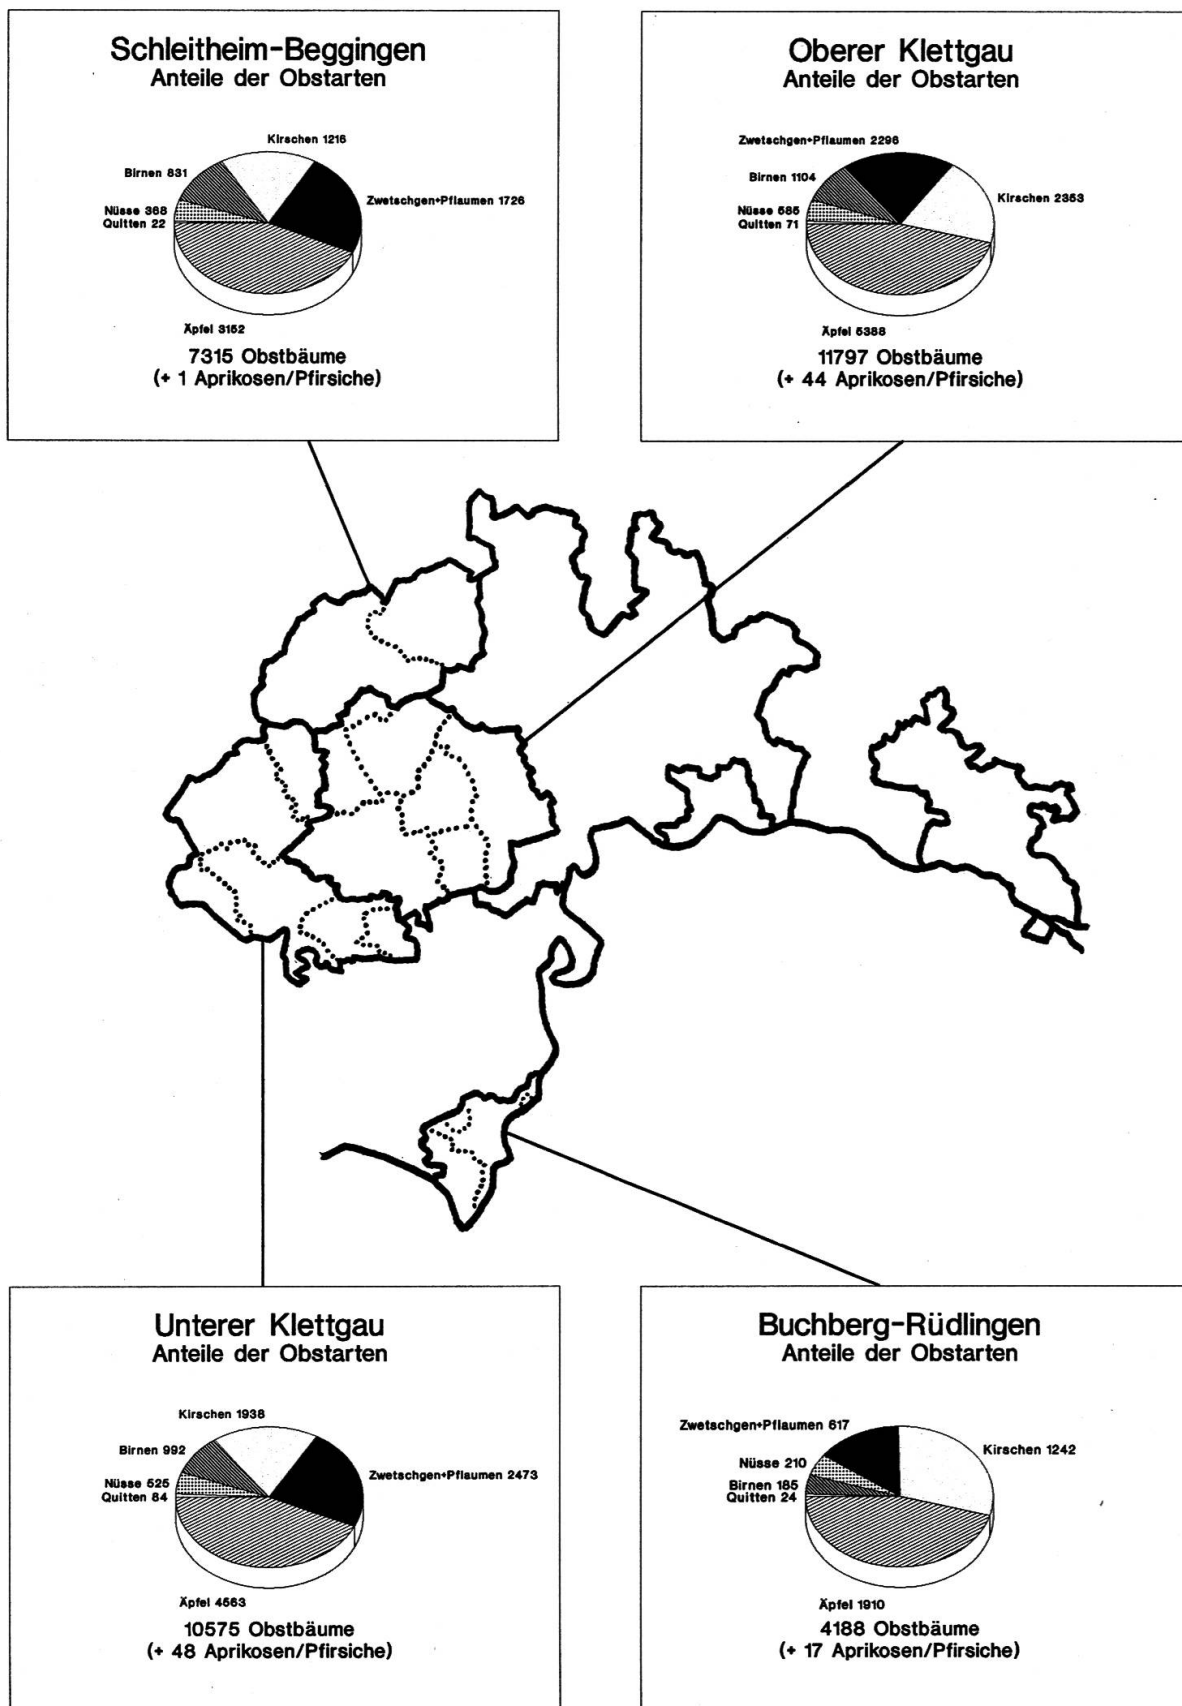 Schleitheim-Beggingen
Anteile der Obstarten
Kirschen 1216
Birnen 831
Zwetschgen+Pflaumen 1726
Nüsse 368
Quitten 22
Äpfel 3152
7315 Obstbäume
(+ 1 Aprikosen/Pfirsiche)
Oberer Klettgau
Anteile der Obstarten
Zwetschgen+Pflaumen 2296
Birnen 1104
Kirschen 2353
Nüsse 585
Quitten 71
Äpfel 5388
11797 Obstbäume
(+ 44 Aprikosen/Pfirsiche)
Unterer Klettgau
Anteile der Obstarten
Kirschen 1938
Birnen 992
Zwetschgen+Pflaumen 2473
Nüsse 525
Quitten 84
Äpfel 4563
10575 Obstbäume
(+ 48 Aprikosen/Pfirsiche)
Buchberg-Rüdlingen
Anteile der Obstarten
Zwetschgen+Pflaumen 617
Kirschen 1242
Nüsse 210
Birnen 185
Quitten 24
Äpfel 1910
4188 Obstbäume
(+ 17 Aprikosen/Pfirsiche)